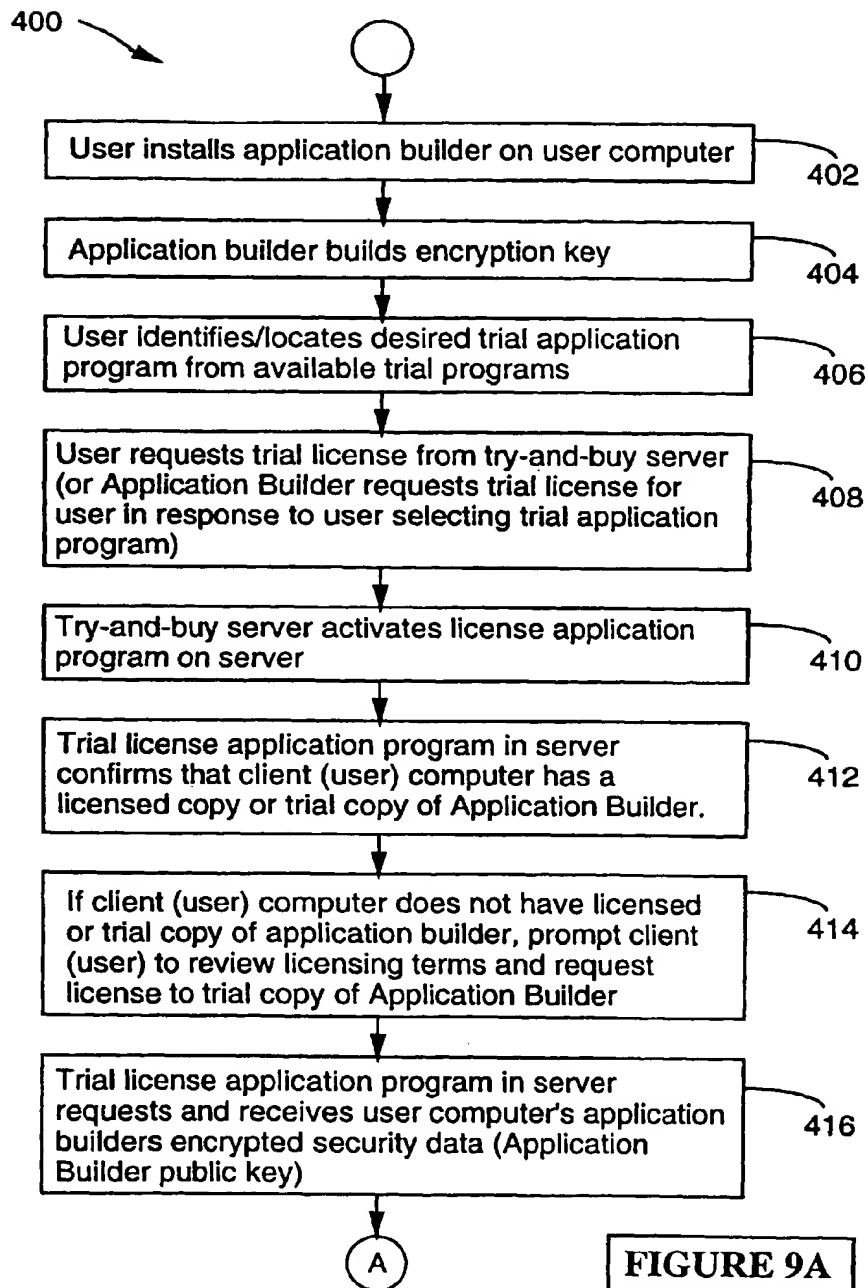 400
User installs application builder on user computer
402
Application builder builds encryption key
404
User identifies/locates desired trial application
program from available trial programs
406
User requests trial license from try-and-buy server
(or Application Builder requests trial license for
user in response to user selecting trial application
program)
408
Try-and-buy server activates license application
program on server
410
Trial license application program in server
confirms that client (user) computer has a
licensed copy or trial copy of Application Builder.
412
If client (user) computer does not have licensed
or trial copy of application builder, prompt client
(user) to review licensing terms and request
license to trial copy of Application Builder
414
Trial license application program in server
requests and receives user computer's application
builders encrypted security data (Application
Builder public key)
416
A
FIGURE 9A